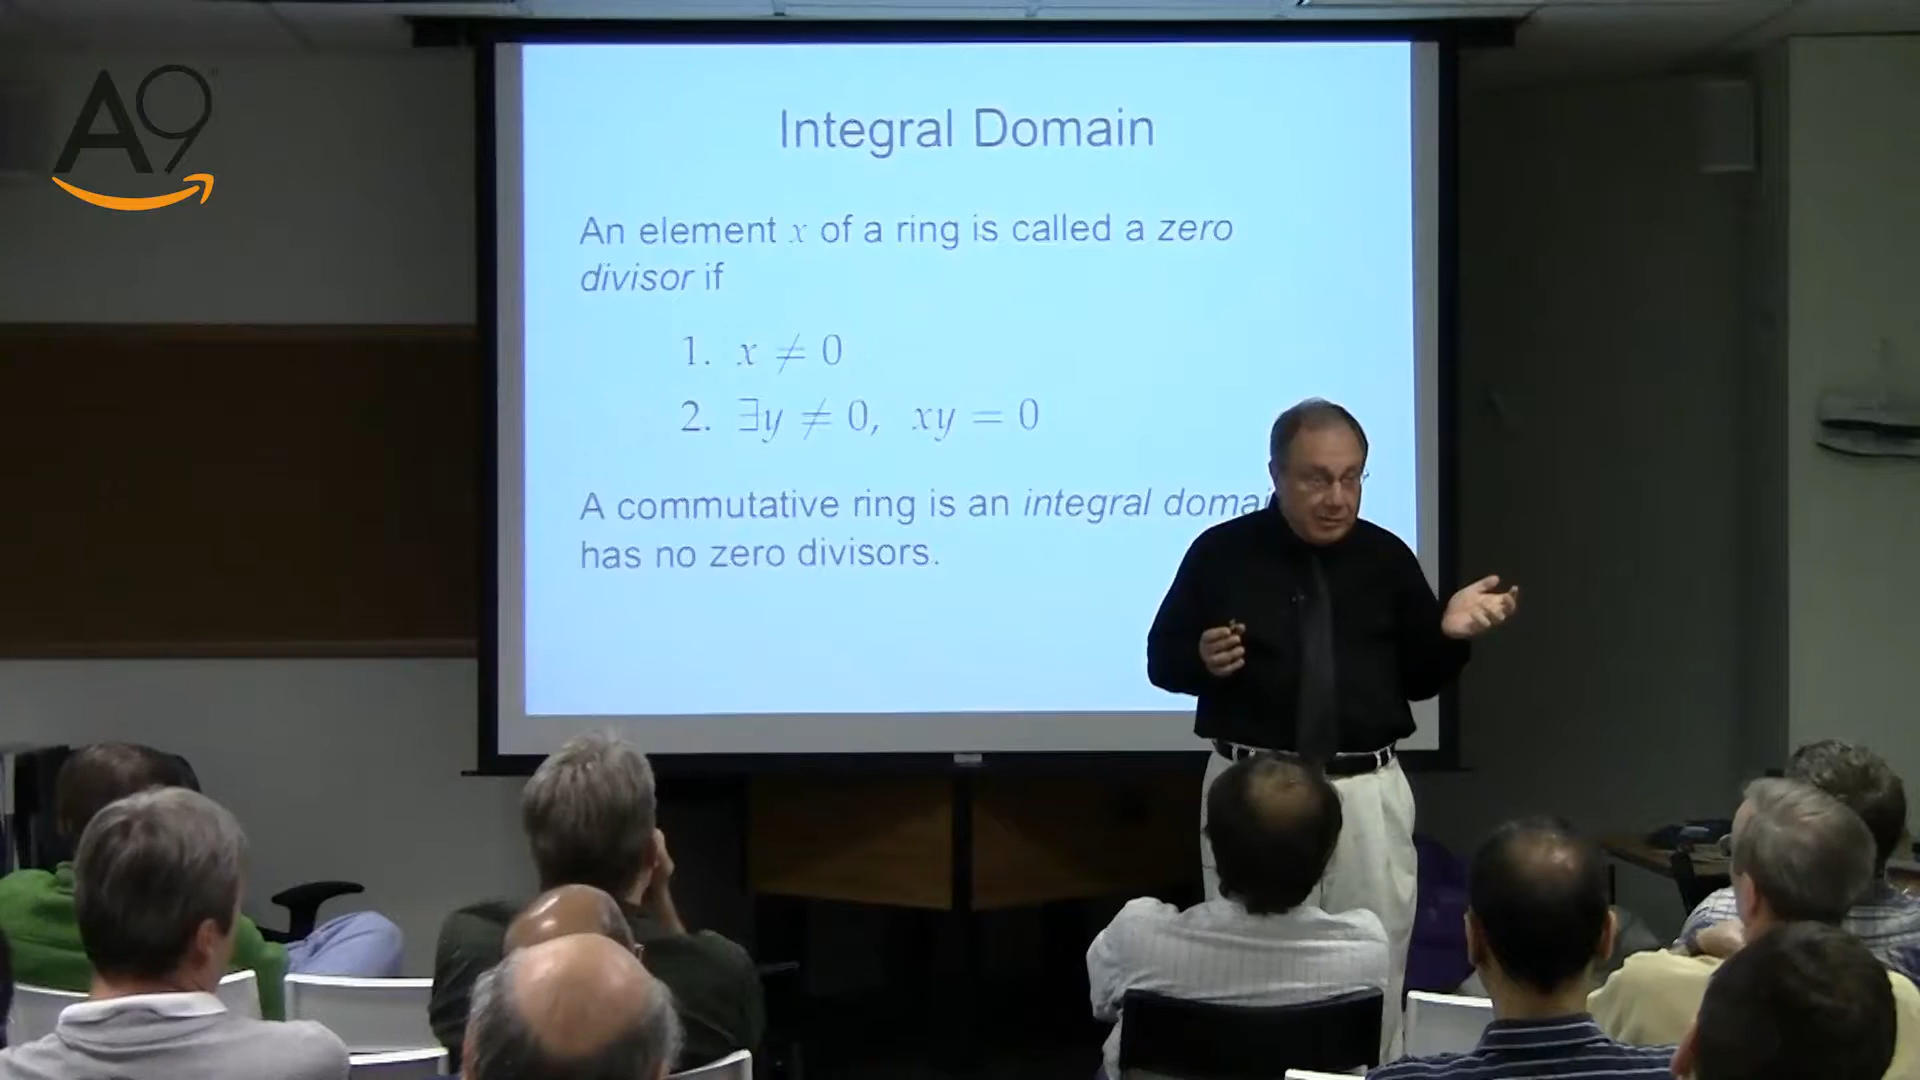 A9
Integral Domain
An element x of a ring is called a zero
divisor if
1. x ≠ 0
2. ∃y ≠ 0, xy = 0
A commutative ring is an integral
has no zero divisors.